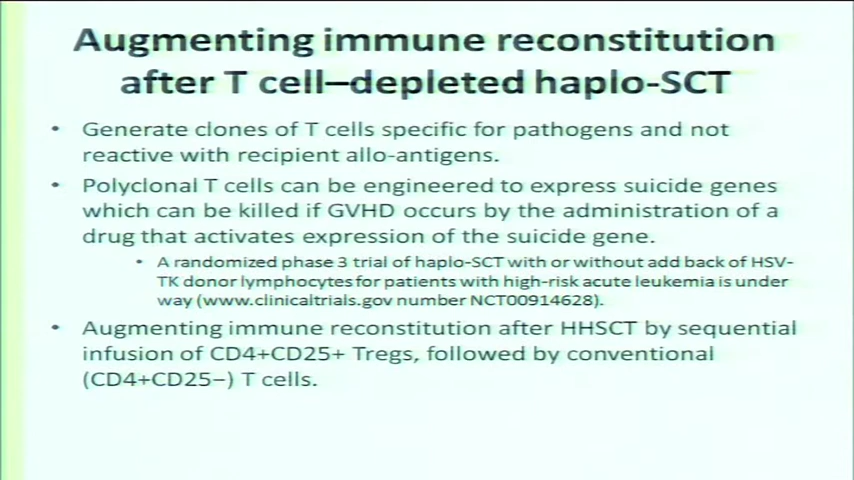 Augmenting immune reconstitution
after T cell–depleted haplo-SCT
• Generate clones of T cells specific for pathogens and not
reactive with recipient allo-antigens.
• Polyclonal T cells can be engineered to express suicide genes
which can be killed if GVHD occurs by the administration of a
drug that activates expression of the suicide gene.
• A randomized phase 3 trial of haplo-SCT with or without add back of HSV-
TK donor lymphocytes for patients with high-risk acute leukemia is under
way (www.clinicaltrials.gov number NCT00914628).
• Augmenting immune reconstitution after HHSCT by sequential
infusion of CD4+CD25+ Tregs, followed by conventional
(CD4+CD25−) T cells.